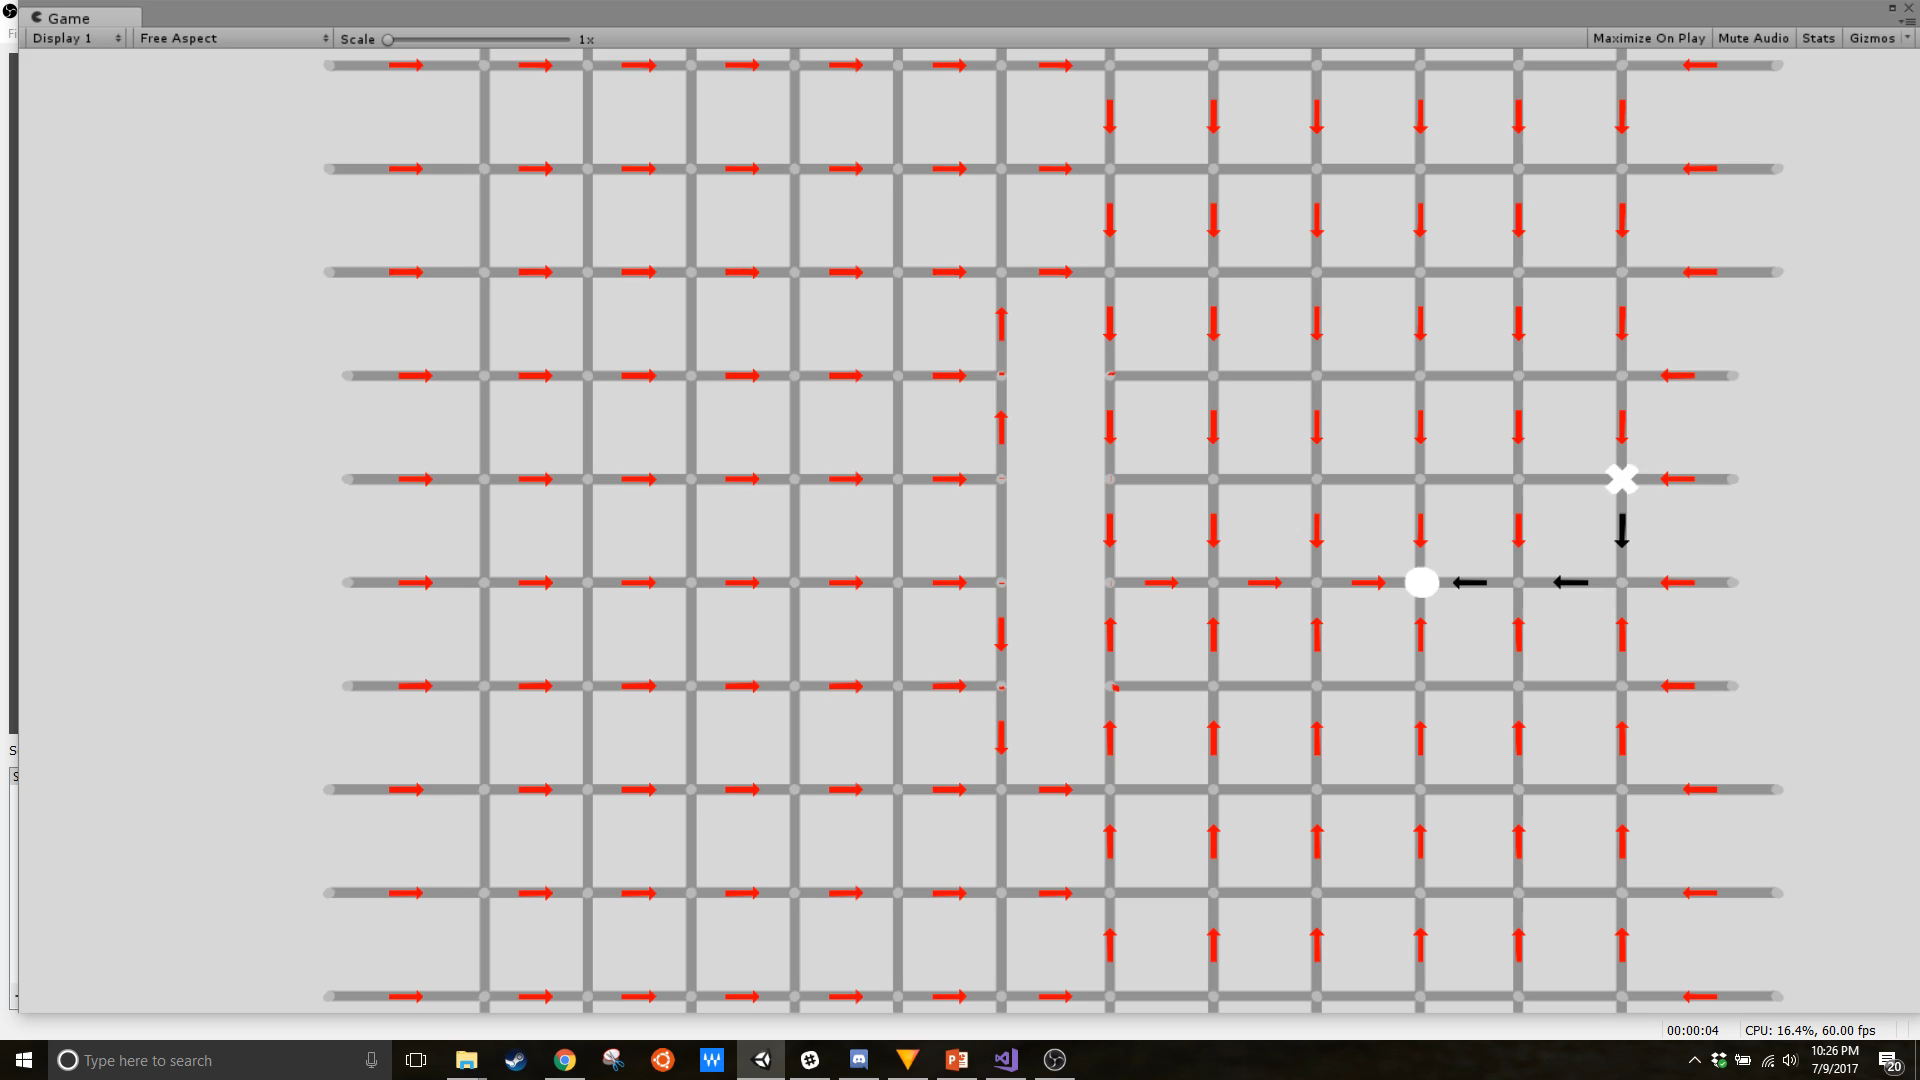 Game
Fi
Display 1 Free Aspect Scale 1x Maximize On Play Mute Audio Stats Gizmos
S
S
00:00:04 CPU: 16.4%, 60.00 fps
Type here to search
W
10:26 PM
7/9/2017
20